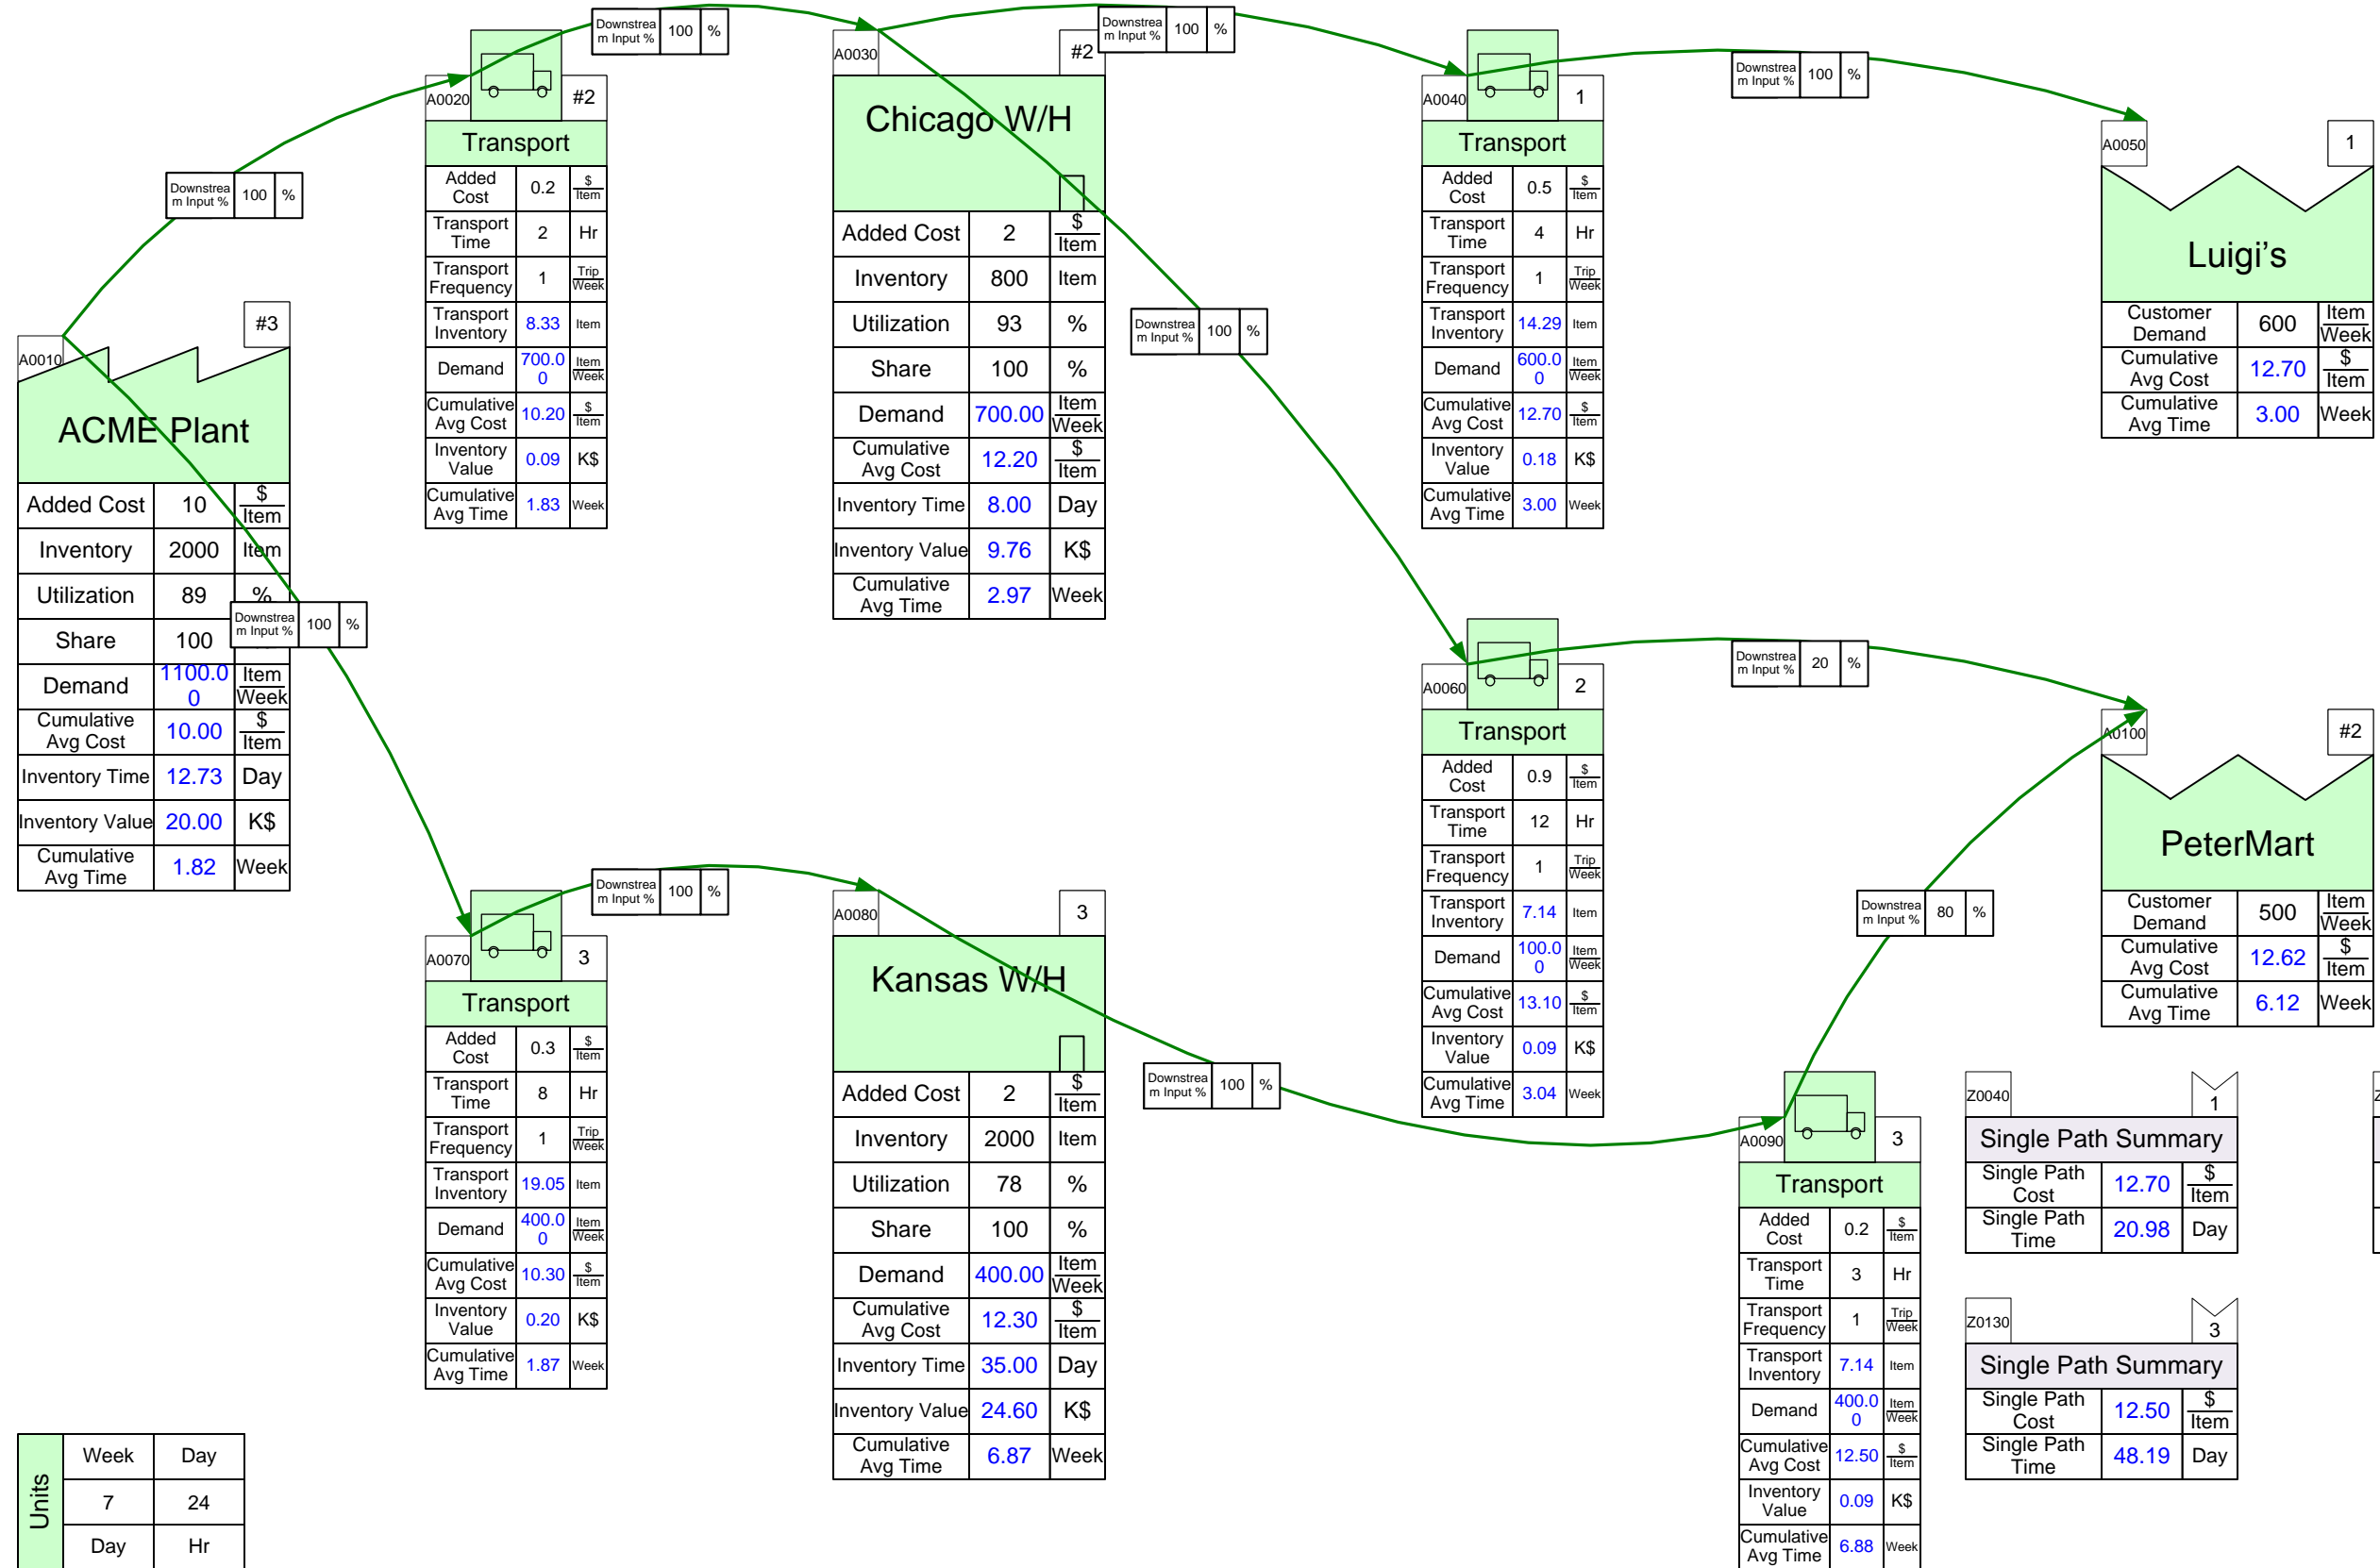 Downstrea
m Input %
100
%
Downstrea
m Input %
100
%
Downstrea
m Input %
100
%
Downstrea
m Input %
100
%
Downstrea
m Input %
100
%
Downstrea
m Input %
100
%
Downstrea
m Input %
100
%
Downstrea
m Input %
20
%
Downstrea
m Input %
80
%
Downstrea
m Input %
100
%
A0010
#3
ACME Plant
Added Cost 10 $ Item
Inventory 2000 Item
Utilization 89 %
Share 100
Demand 1100.0 0 Item Week
Cumulative Avg Cost 10.00 $ Item
Inventory Time 12.73 Day
Inventory Value 20.00 K$
Cumulative Avg Time 1.82 Week
A0020
#2
Transport
Added Cost 0.2 $ Item
Transport Time 2 Hr
Transport Frequency 1 Trip Week
Transport Inventory 8.33 Item
Demand 700.0 0 Item Week
Cumulative Avg Cost 10.20 $ Item
Inventory Value 0.09 K$
Cumulative Avg Time 1.83 Week
A0030
#2
Chicago W/H
Added Cost 2 $ Item
Inventory 800 Item
Utilization 93 %
Share 100 %
Demand 700.00 Item Week
Cumulative Avg Cost 12.20 $ Item
Inventory Time 8.00 Day
Inventory Value 9.76 K$
Cumulative Avg Time 2.97 Week
A0040
1
Transport
Added Cost 0.5 $ Item
Transport Time 4 Hr
Transport Frequency 1 Trip Week
Transport Inventory 14.29 Item
Demand 600.0 0 Item Week
Cumulative Avg Cost 12.70 $ Item
Inventory Value 0.18 K$
Cumulative Avg Time 3.00 Week
A0050
1
Luigi's
Customer Demand 600 Item Week
Cumulative Avg Cost 12.70 $ Item
Cumulative Avg Time 3.00 Week
A0060
2
Transport
Added Cost 0.9 $ Item
Transport Time 12 Hr
Transport Frequency 1 Trip Week
Transport Inventory 7.14 Item
Demand 100.0 0 Item Week
Cumulative Avg Cost 13.10 $ Item
Inventory Value 0.09 K$
Cumulative Avg Time 3.04 Week
A0100
#2
PeterMart
Customer Demand 500 Item Week
Cumulative Avg Cost 12.62 $ Item
Cumulative Avg Time 6.12 Week
A0070
3
Transport
Added Cost 0.3 $ Item
Transport Time 8 Hr
Transport Frequency 1 Trip Week
Transport Inventory 19.05 Item
Demand 400.0 0 Item Week
Cumulative Avg Cost 10.30 $ Item
Inventory Value 0.20 K$
Cumulative Avg Time 1.87 Week
A0080
3
Kansas W/H
Added Cost 2 $ Item
Inventory 2000 Item
Utilization 78 %
Share 100 %
Demand 400.00 Item Week
Cumulative Avg Cost 12.30 $ Item
Inventory Time 35.00 Day
Inventory Value 24.60 K$
Cumulative Avg Time 6.87 Week
A0090
3
Transport
Added Cost 0.2 $ Item
Transport Time 3 Hr
Transport Frequency 1 Trip Week
Transport Inventory 7.14 Item
Demand 400.0 0 Item Week
Cumulative Avg Cost 12.50 $ Item
Inventory Value 0.09 K$
Cumulative Avg Time 6.88 Week
Z0040
1
Single Path Summary
Single Path Cost 12.70 $ Item
Single Path Time 20.98 Day
Z0130
3
Single Path Summary
Single Path Cost 12.50 $ Item
Single Path Time 48.19 Day
Units
Week Day
7 24
Day Hr